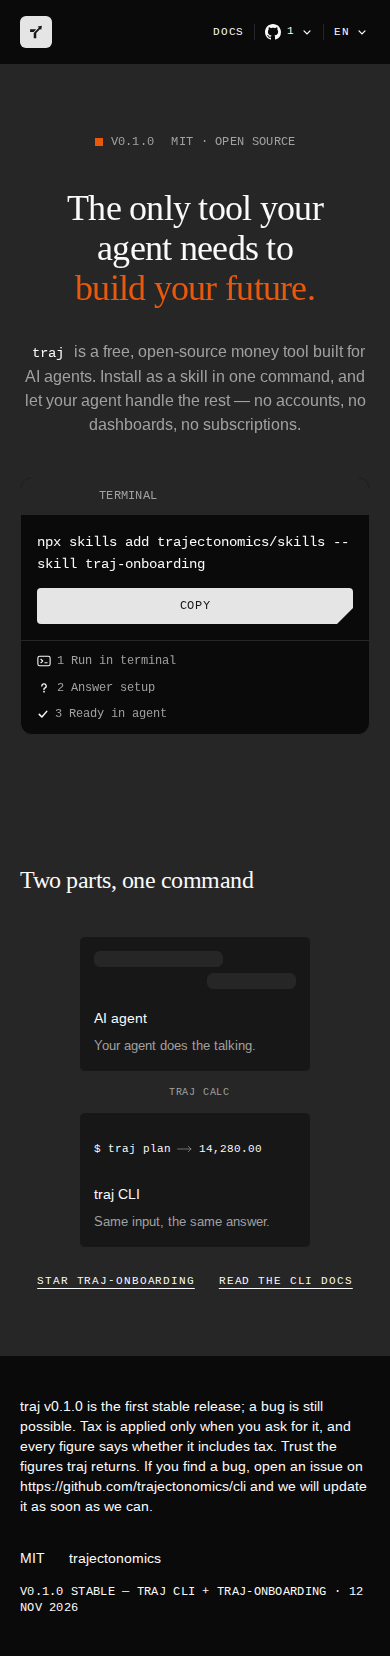 DOCS
1
EN
V0.1.0 MIT · OPEN SOURCE
The only tool your
agent needs to
build your future.
traj is a free, open-source money tool built for
AI agents. Install as a skill in one command, and
let your agent handle the rest — no accounts, no
dashboards, no subscriptions.
TERMINAL
npx skills add trajectonomics/skills --
skill traj-onboarding
COPY
1 Run in terminal
2 Answer setup
3 Ready in agent
Two parts, one command
AI agent
Your agent does the talking.
TRAJ CALC
$ traj plan → 14,280.00
traj CLI
Same input, the same answer.
STAR TRAJ-ONBOARDING
READ THE CLI DOCS
traj v0.1.0 is the first stable release; a bug is still
possible. Tax is applied only when you ask for it, and
every figure says whether it includes tax. Trust the
figures traj returns. If you find a bug, open an issue on
https://github.com/trajectonomics/cli and we will update
it as soon as we can.
MIT trajectonomics
V0.1.0 STABLE — TRAJ CLI + TRAJ-ONBOARDING · 12
NOV 2026